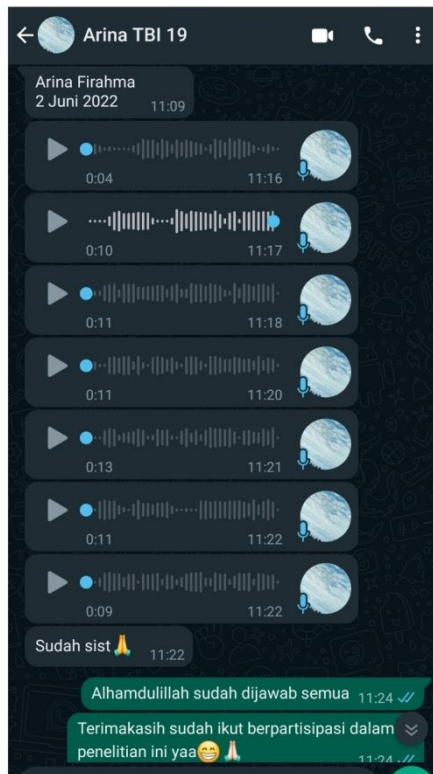 Arina TBI 19
Arina Firahma
2 Juni 2022 11:09
0:04 11:16
0:10 11:17
0:11 11:18
0:11 11:20
0:13 11:21
0:11 11:22
0:09 11:22
Sudah sist🙏 11:22
Alhamdulillah sudah dijawab semua 11:24
Terimakasih sudah ikut berpartisipasi dalam
penelitian ini yaa😁🙏 11:24